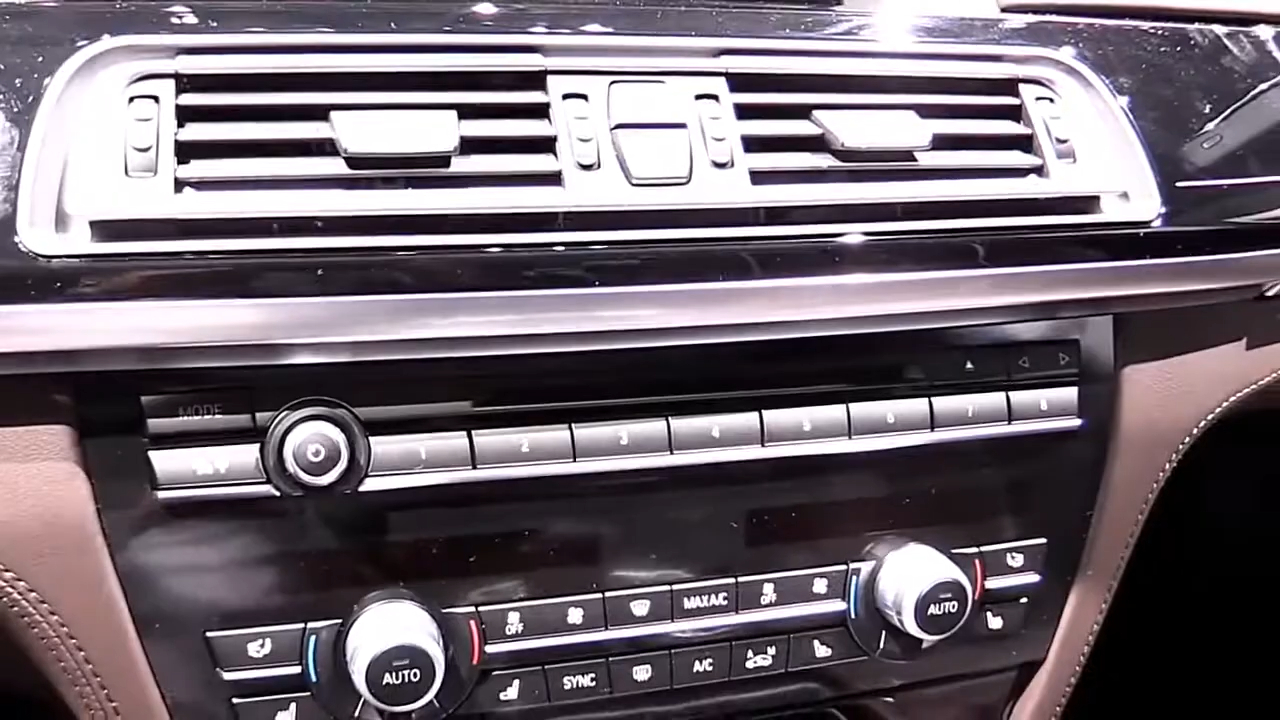 MODE
1 2 3 4 5 6 7 8
OFF MAX A/C OFF
AUTO
AUTO SYNC A/C A M